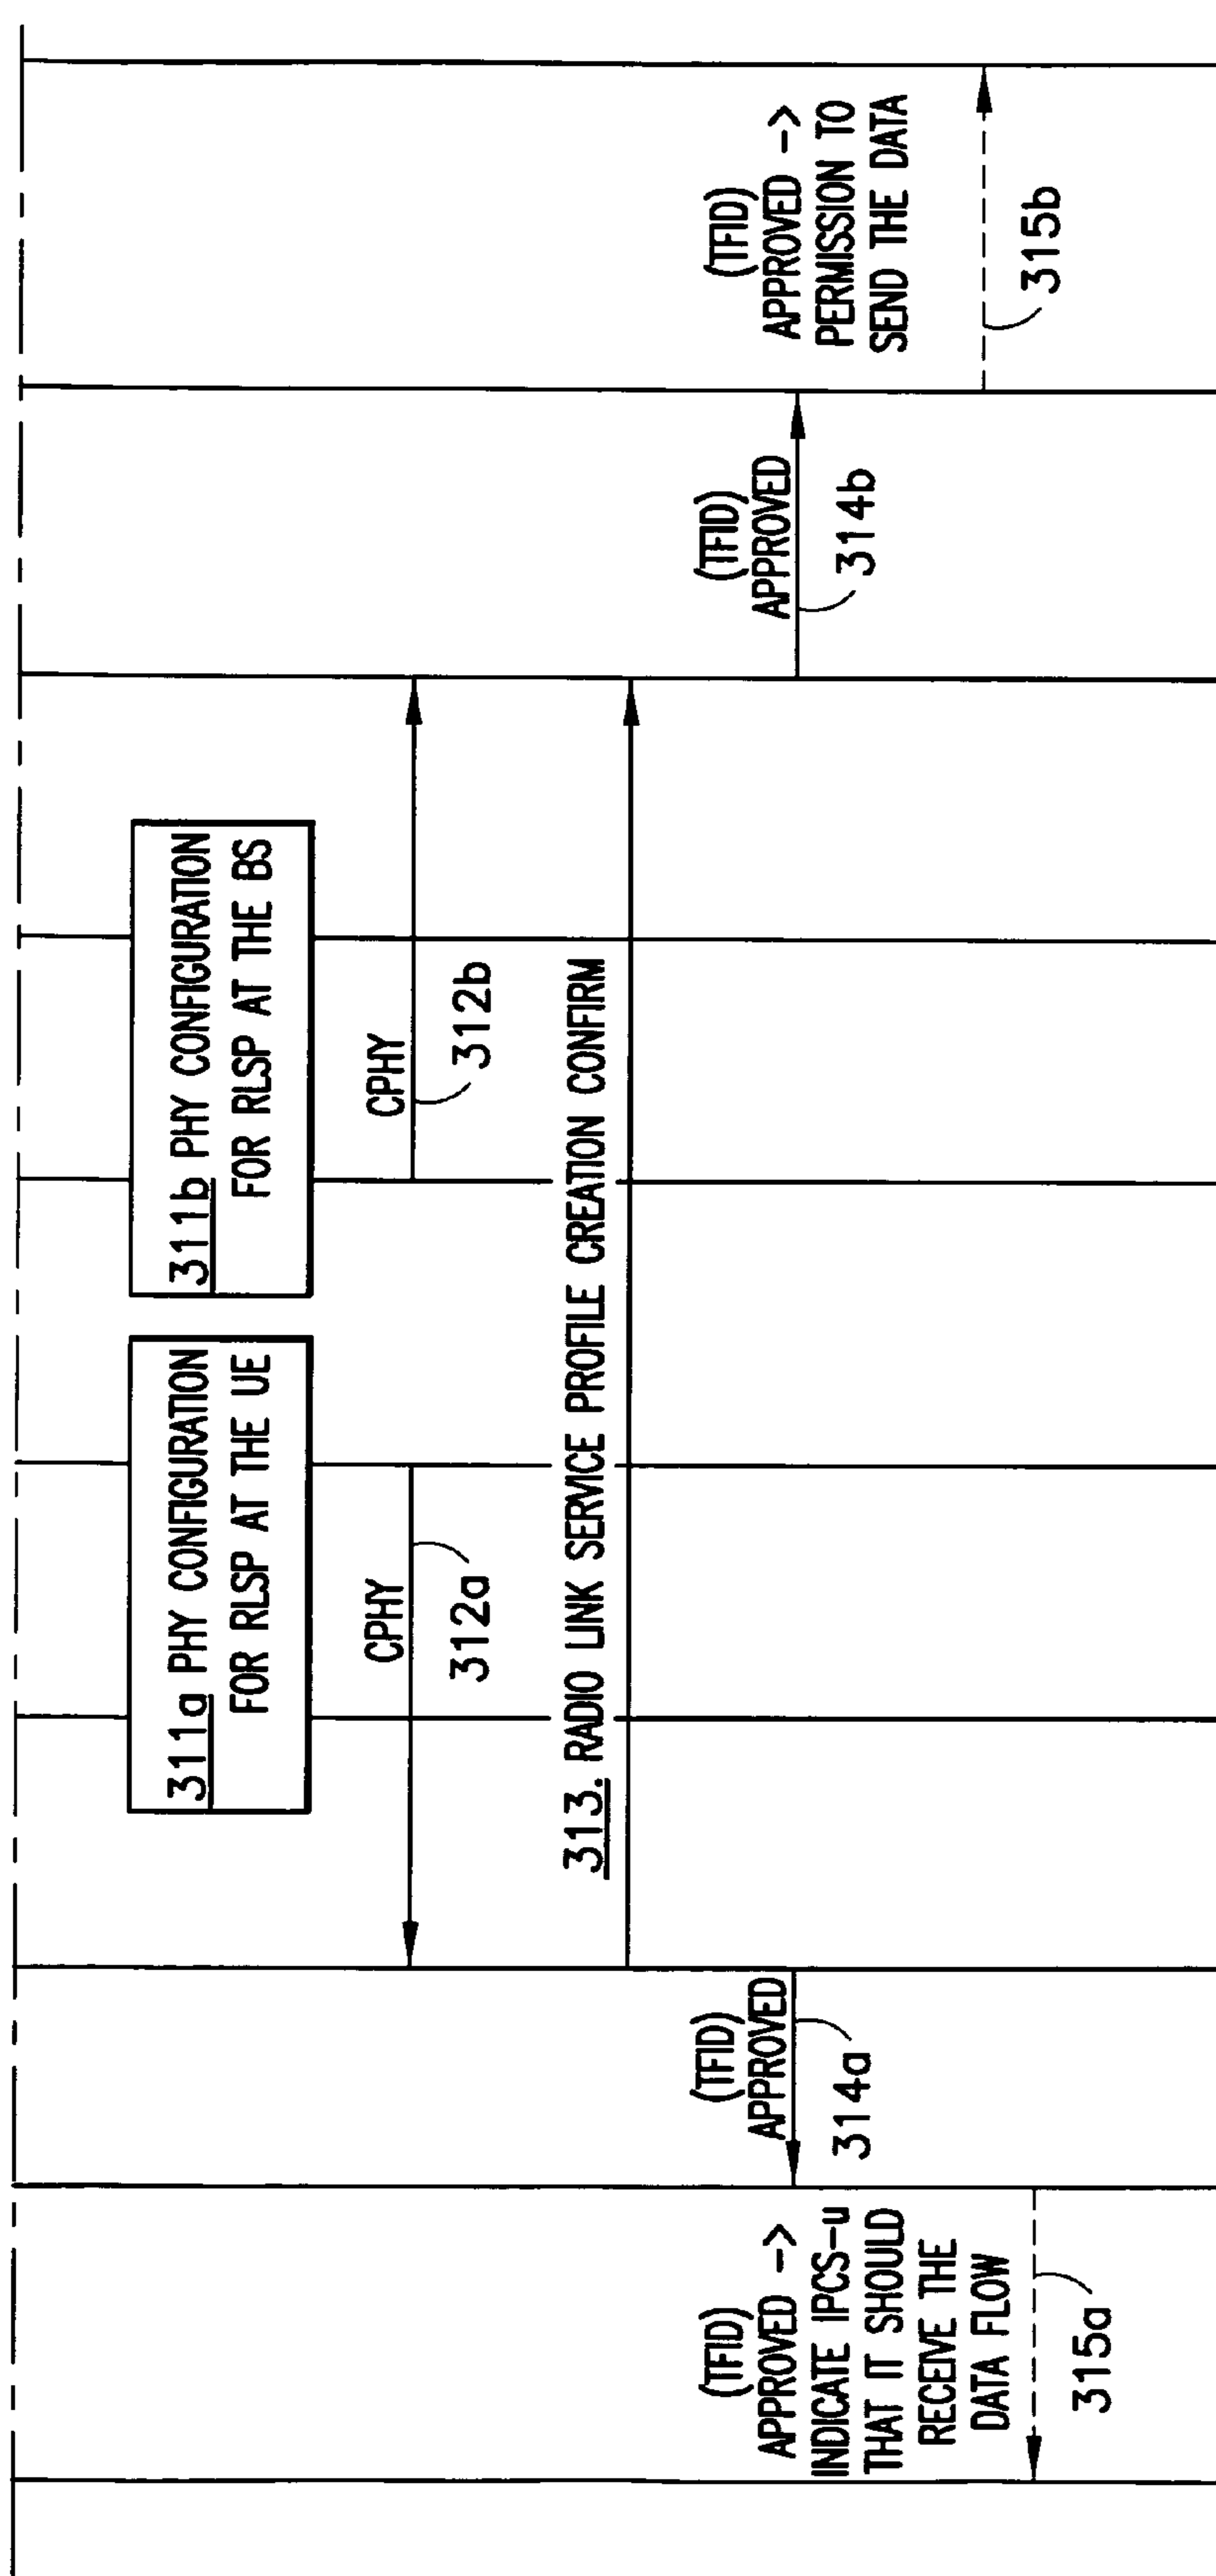 311a PHY CONFIGURATION
FOR RLSP AT THE UE
311b PHY CONFIGURATION
FOR RLSP AT THE BS
CPHY
312a
CPHY
312b
313. RADIO LINK SERVICE PROFILE CREATION CONFIRM
(TFID)
APPROVED
314a
(TFID)
APPROVED
314b
(TFID)
APPROVED ->
INDICATE IPCS-u
THAT IT SHOULD
RECEIVE THE
DATA FLOW
315a
(TFID)
APPROVED ->
PERMISSION TO
SEND THE DATA
315b